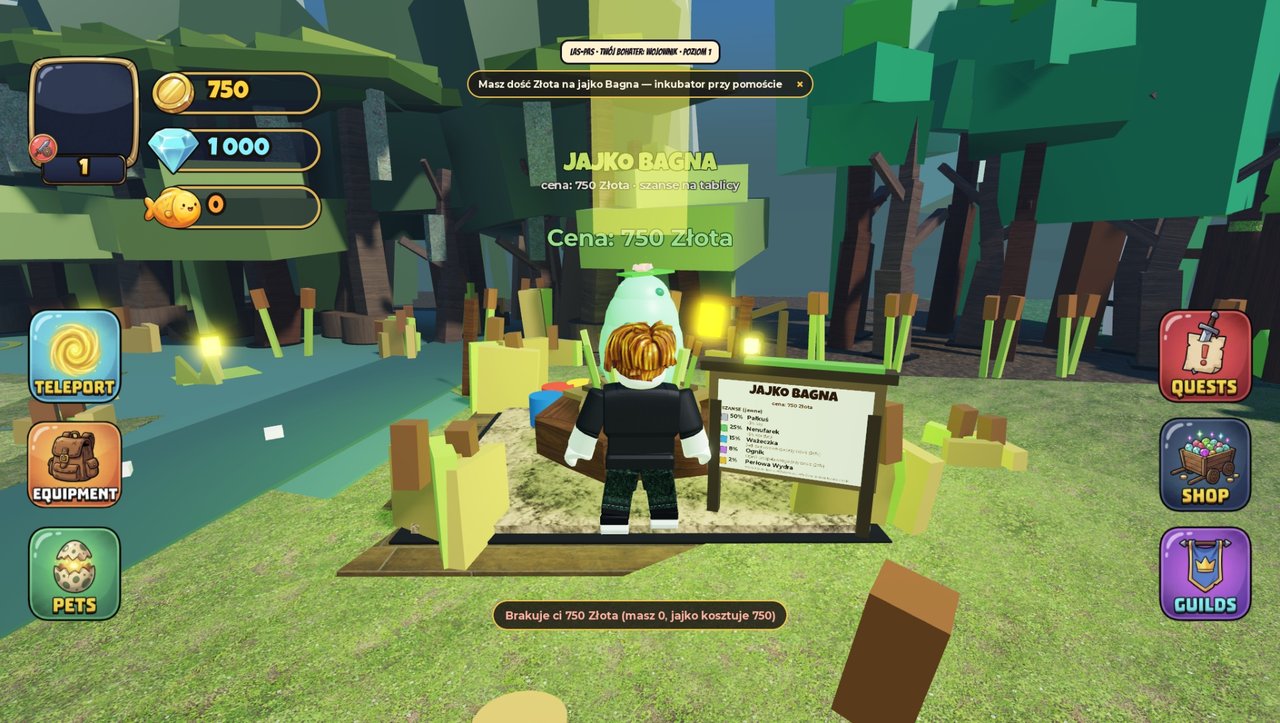 LAS-PAS · TWÓJ BOHATER: WOJOWNIK · POZIOM 1
Masz dość Złota na jajko Bagna — inkubator przy pomoście ×
750
1 000
0
1
JAJKO BAGNA
cena: 750 Złota · szanse na tablicy
Cena: 750 Złota
TELEPORT
EQUIPMENT
PETS
QUESTS
SHOP
GUILDS
JAJKO BAGNA
cena: 750 Złota
SZANSE (jawne)
50% Pałkuś
25% Nenufarek
15% Ważeczka
8% Ognik
2% Perłowa Wydra
Brakuje ci 750 Złota (masz 0, jajko kosztuje 750)